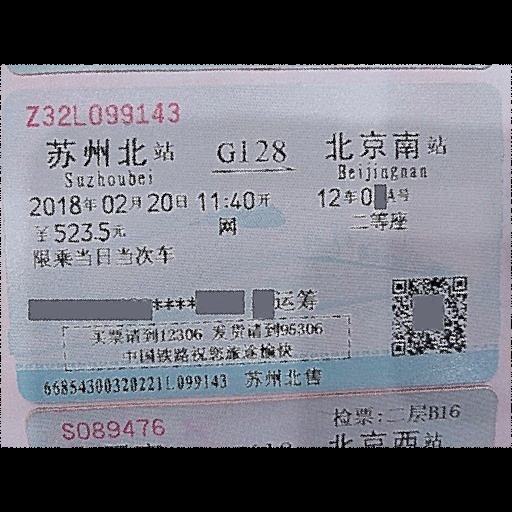 Z32L099143
苏州北站 G128 北京南站
Suzhoubei Beijingnan
2018年02月20日 11:40开 12车0 A号
￥523.5元 网 二等座
限乘当日当次车
**** 运筹
买票请到12306 发货请到95306
中国铁路祝您旅途愉快
66854300320221L099143 苏州北售
S089476 检票:二层B16
北京西站